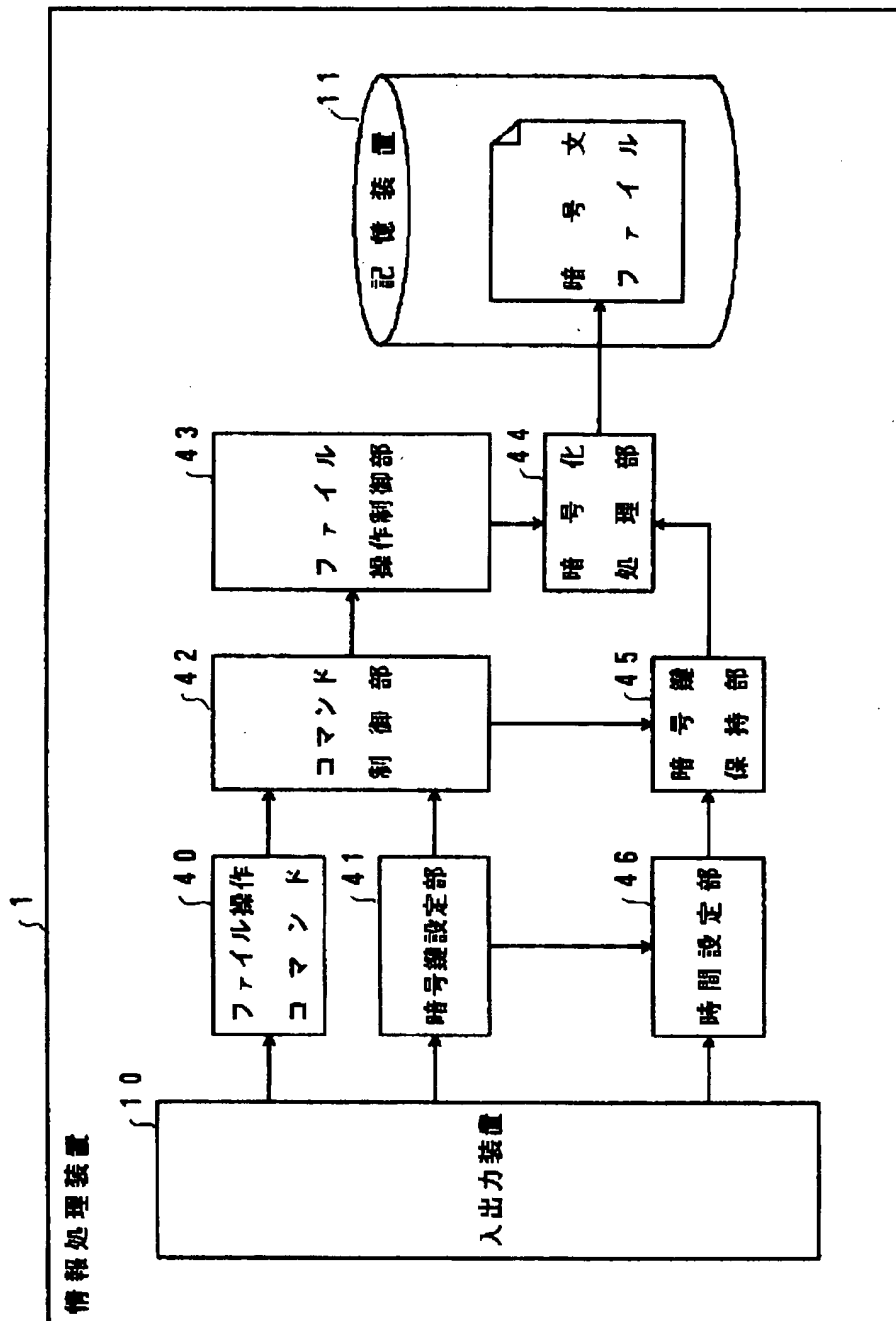 1
情報処理装置
10
入出力装置
40
ファイル操作
コマンド
41
暗号鍵設定部
46
時間設定部
42
コマンド
制御部
45
暗号鍵
保持部
43
ファイル
操作制御部
44
暗号化
処理部
11
記憶装置
暗号文
ファイル